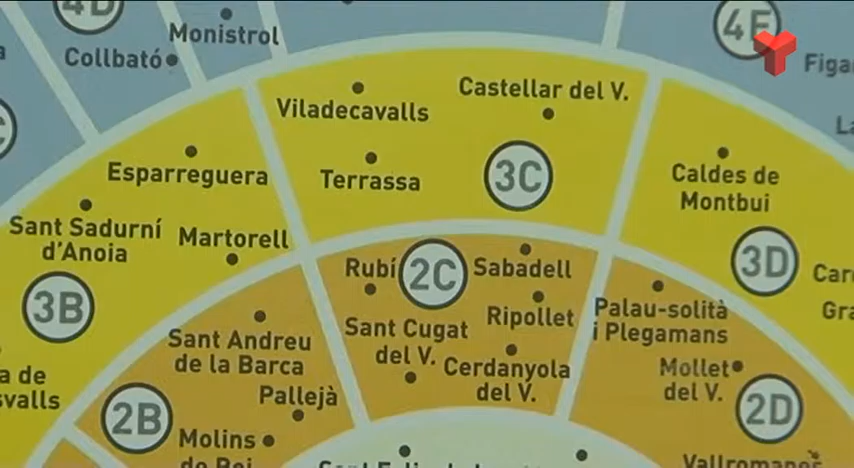 4D
Monistrol
Collbató
4E
Castellar del V.
Viladecavalls
3C
Terrassa
Esparreguera
Caldes de
Montbui
Sant Sadurní
d'Anoia
Martorell
3B
3D
Rubí
2C
Sabadell
Ripollet
Sant Cugat
del V.
Cerdanyola
del V.
Palau-solità
i Plegamans
Mollet
del V.
2D
Sant Andreu
de la Barca
Pallejà
2B
Molins
de Rei